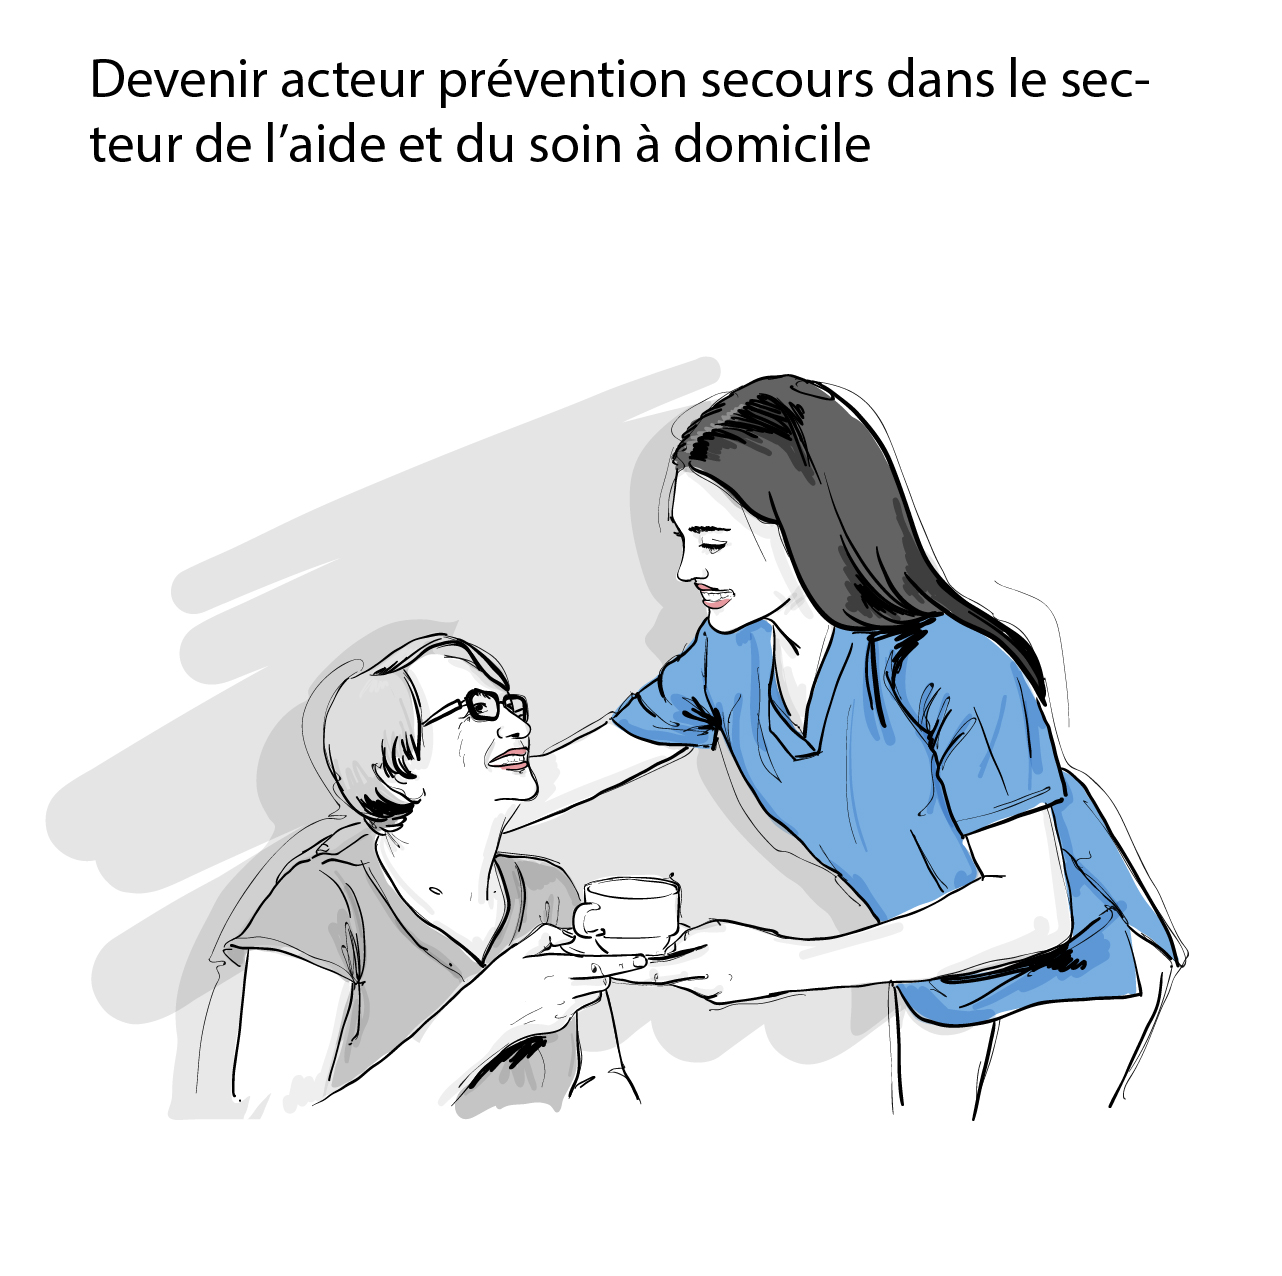 Devenir acteur prévention secours dans le sec-
teur de l’aide et du soin à domicile